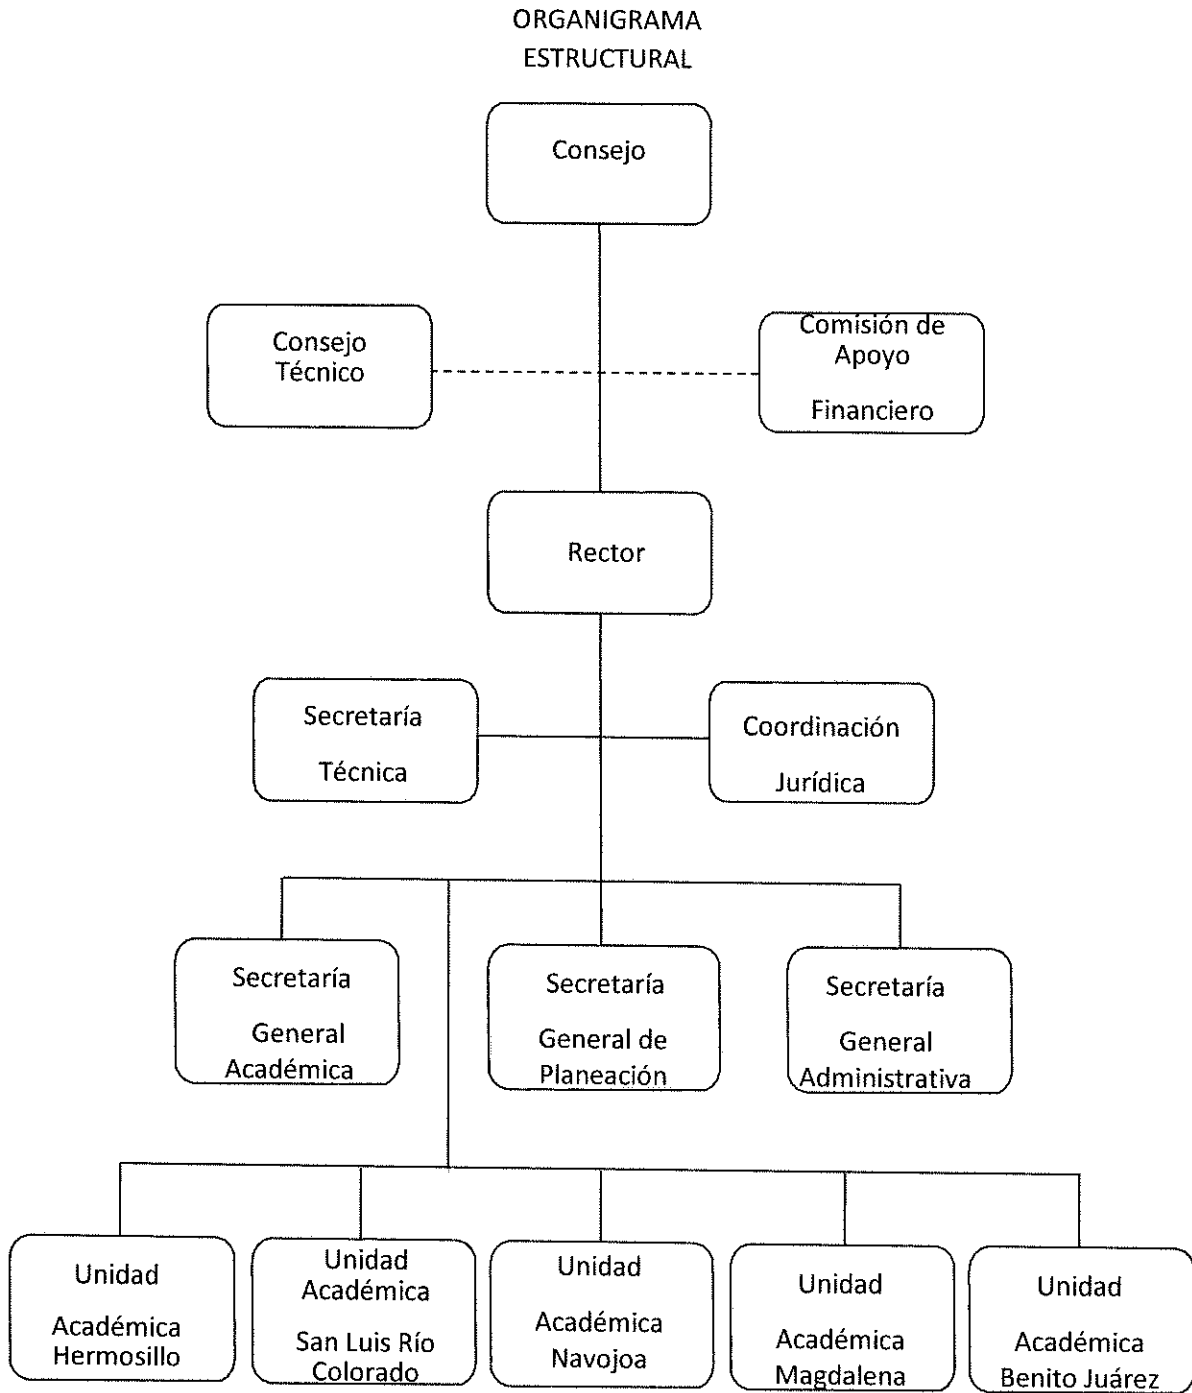 ORGANIGRAMA
ESTRUCTURAL
Consejo
Consejo
Técnico
Comisión de
Apoyo
Financiero
Rector
Secretaría
Técnica
Coordinación
Jurídica
Secretaría
General
Académica
Secretaría
General de
Planeación
Secretaría
General
Administrativa
Unidad
Académica
Hermosillo
Unidad
Académica
San Luis Río
Colorado
Unidad
Académica
Navojoa
Unidad
Académica
Magdalena
Unidad
Académica
Benito Juárez